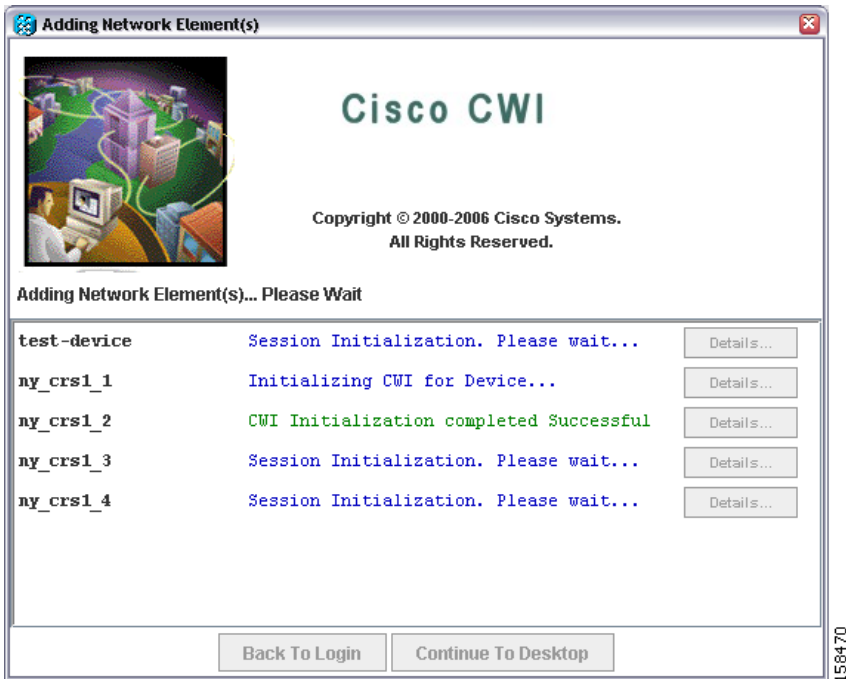 Adding Network Element(s)
Cisco CWI
Copyright © 2000-2006 Cisco Systems.
All Rights Reserved.
Adding Network Element(s)... Please Wait
test-device Session Initialization. Please wait... Details...
ny_crs1_1 Initializing CWI for Device... Details...
ny_crs1_2 CWI Initialization completed Successful Details...
ny_crs1_3 Session Initialization. Please wait... Details...
ny_crs1_4 Session Initialization. Please wait... Details...
Back To Login Continue To Desktop
158470